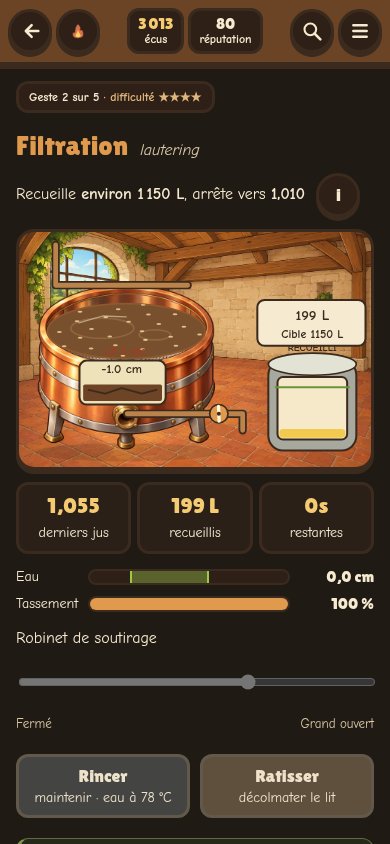 3 013
écus
80
réputation
Geste 2 sur 5 · difficulté ★★★★
Filtration lautering
Recueille environ 1 150 L, arrête vers 1,010
i
199 L
Cible 1150 L
RECUEILLI
-1.0 cm
1,055
derniers jus
199 L
recueillis
0s
restantes
Eau
0,0 cm
Tassement
100 %
Robinet de soutirage
Fermé
Grand ouvert
Rincer
maintenir · eau à 78 °C
Ratisser
décolmater le lit